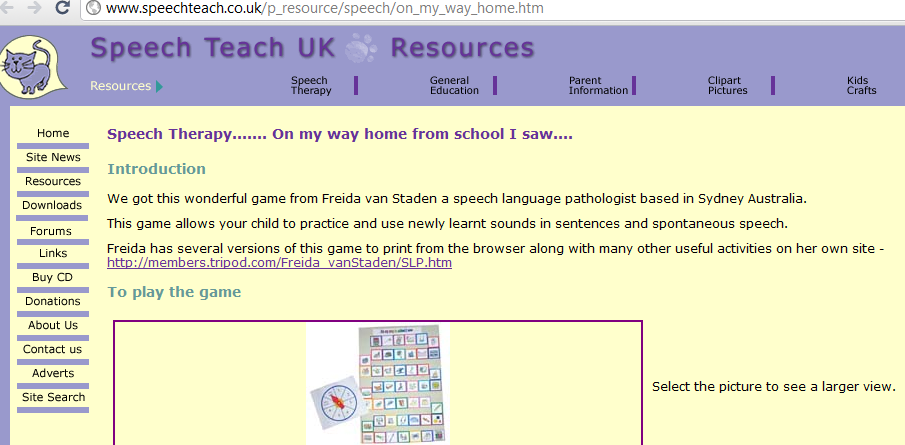 www.speechteach.co.uk/p_resource/speech/on_my_way_home.htm
Speech Teach UK Resources
Resources
Speech
Therapy
General
Education
Parent
Information
Clipart
Pictures
Kids
Crafts
Home
Site News
Resources
Downloads
Forums
Links
Buy CD
Donations
About Us
Contact us
Adverts
Site Search
Speech Therapy....... On my way home from school I saw....
Introduction
We got this wonderful game from Freida van Staden a speech language pathologist based in Sydney Australia.
This game allows your child to practice and use newly learnt sounds in sentences and spontaneous speech.
Freida has several versions of this game to print from the browser along with many other useful activities on her own site -
http://members.tripod.com/Freida_vanStaden/SLP.htm
To play the game
Select the picture to see a larger view.